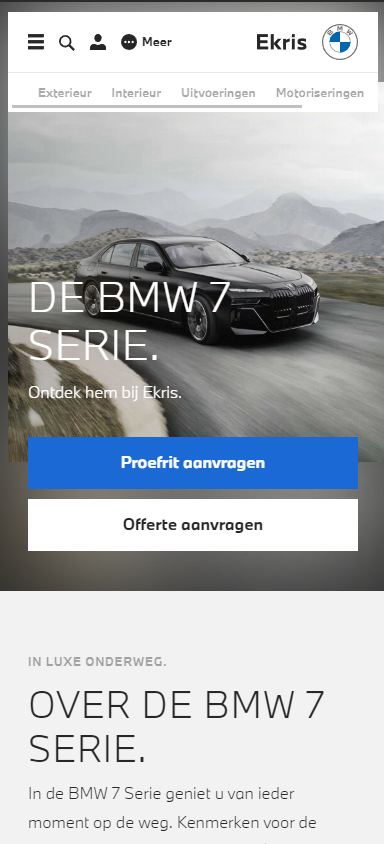 Meer
Ekris
BMW
Exterieur Interieur Uitvoeringen Motoriseringen
DE BMW 7
SERIE.
Ontdek hem bij Ekris.
Proefrit aanvragen
Offerte aanvragen
IN LUXE ONDERWEG.
OVER DE BMW 7
SERIE.
In de BMW 7 Serie geniet u van ieder
moment op de weg. Kenmerken voor de